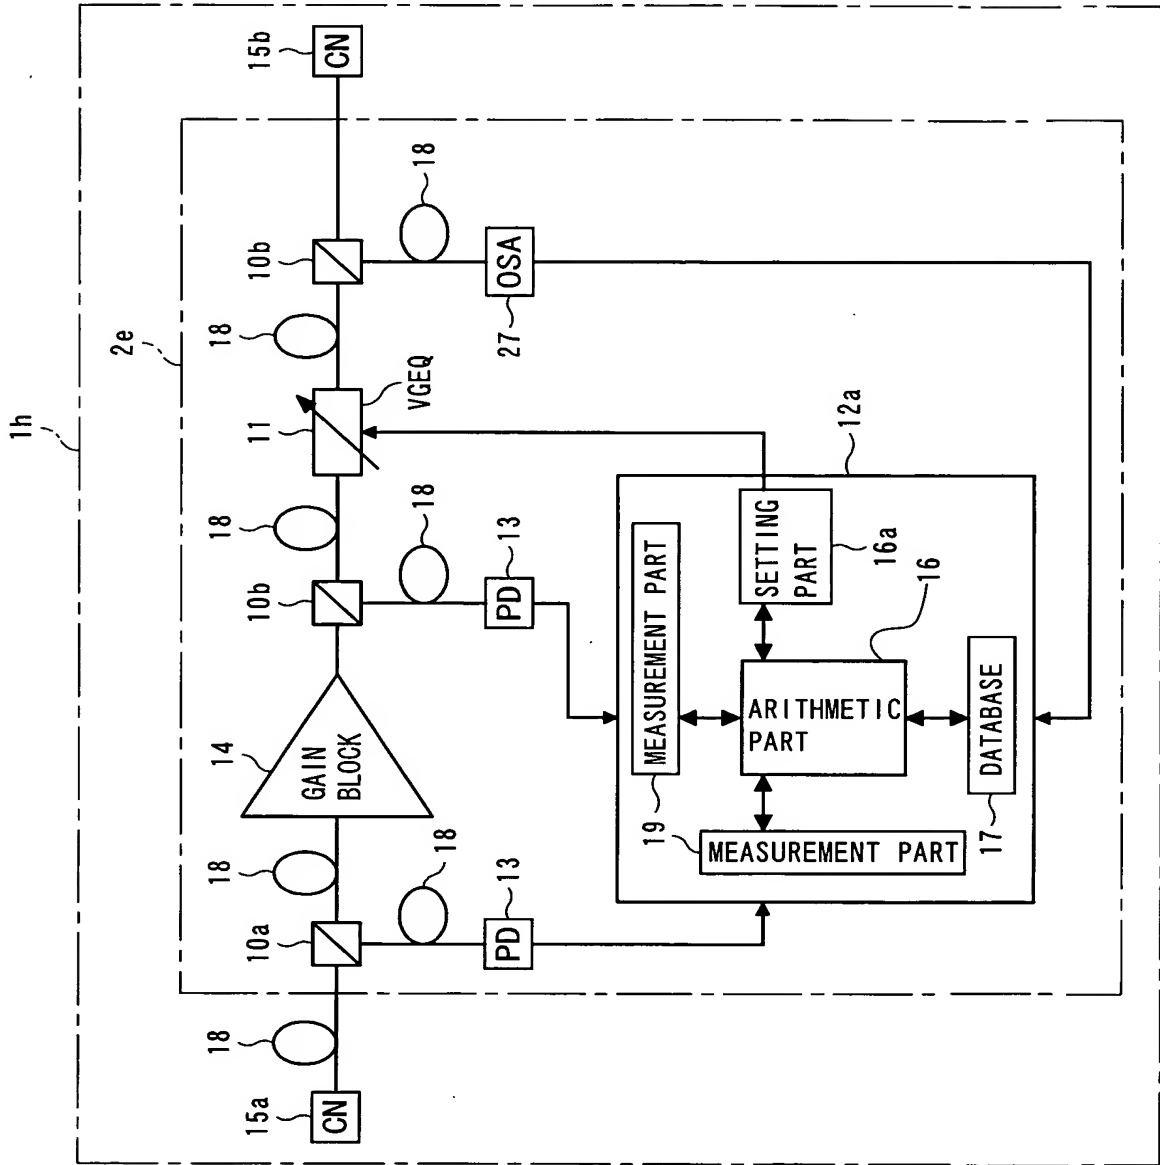 1h
2e
15a
CN
18
10a
18
18
PD
13
14
GAIN
BLOCK
10b
18
18
PD
13
11
VGEQ
18
10b
18
OSA
27
15b
CN
12a
19
MEASUREMENT PART
MEASUREMENT PART
SETTING
PART
16a
16
ARITHMETIC
PART
17
DATABASE